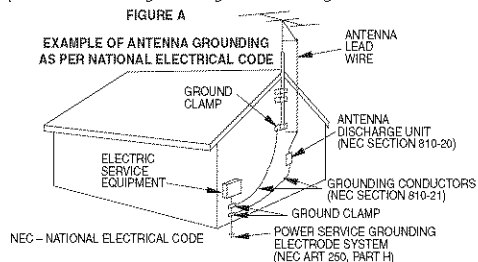 FIGURE A
EXAMPLE OF ANTENNA GROUNDING
AS PER NATIONAL ELECTRICAL CODE
ANTENNA
LEAD
WIRE
GROUND
CLAMP
ANTENNA
DISCHARGE UNIT
(NEC SECTION 810-20)
ELECTRIC
SERVICE
EQUIPMENT
GROUNDING CONDUCTORS
(NEC SECTION 810-21)
GROUND CLAMP
NEC – NATIONAL ELECTRICAL CODE
POWER SERVICE GROUNDING
ELECTRODE SYSTEM
(NEC ART 250, PART H)